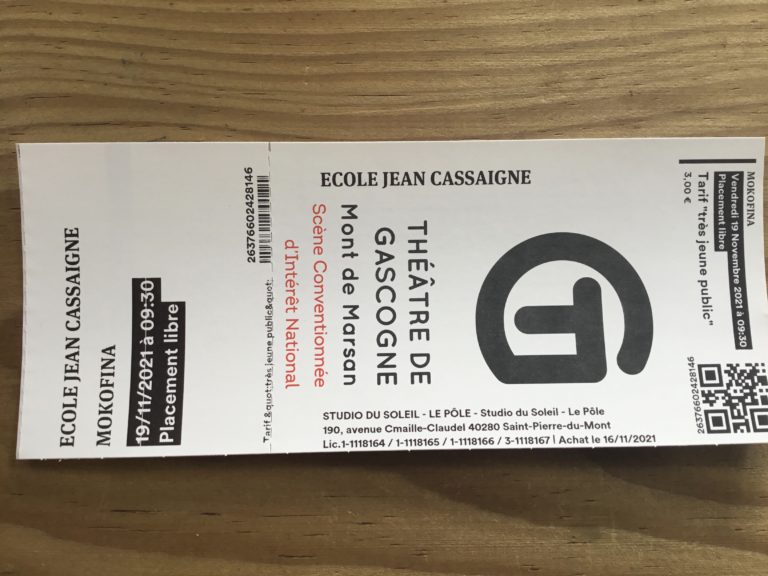 ECOLE JEAN CASSAIGNE
MOKOFINA
19/11/2021 à 09:30
Placement libre
Tarif &quot;très jeune public&quot;
26376602428146
ECOLE JEAN CASSAIGNE
THÉÂTRE DE
GASCOGNE
Mont de Marsan
Scène Conventionnée
d'Intérêt National
STUDIO DU SOLEIL - LE PÔLE - Studio du Soleil - Le Pôle
190, avenue Cmaille-Claudel 40280 Saint-Pierre-du-Mont
Lic.1-1118164 / 1-1118165 / 1-1118166 / 3-1118167 | Achat le 16/11/2021
MOKOFINA
Vendredi 19 Novembre 2021 à 09:30
Placement libre
Tarif "très jeune public"
3,00 €
26376602428146